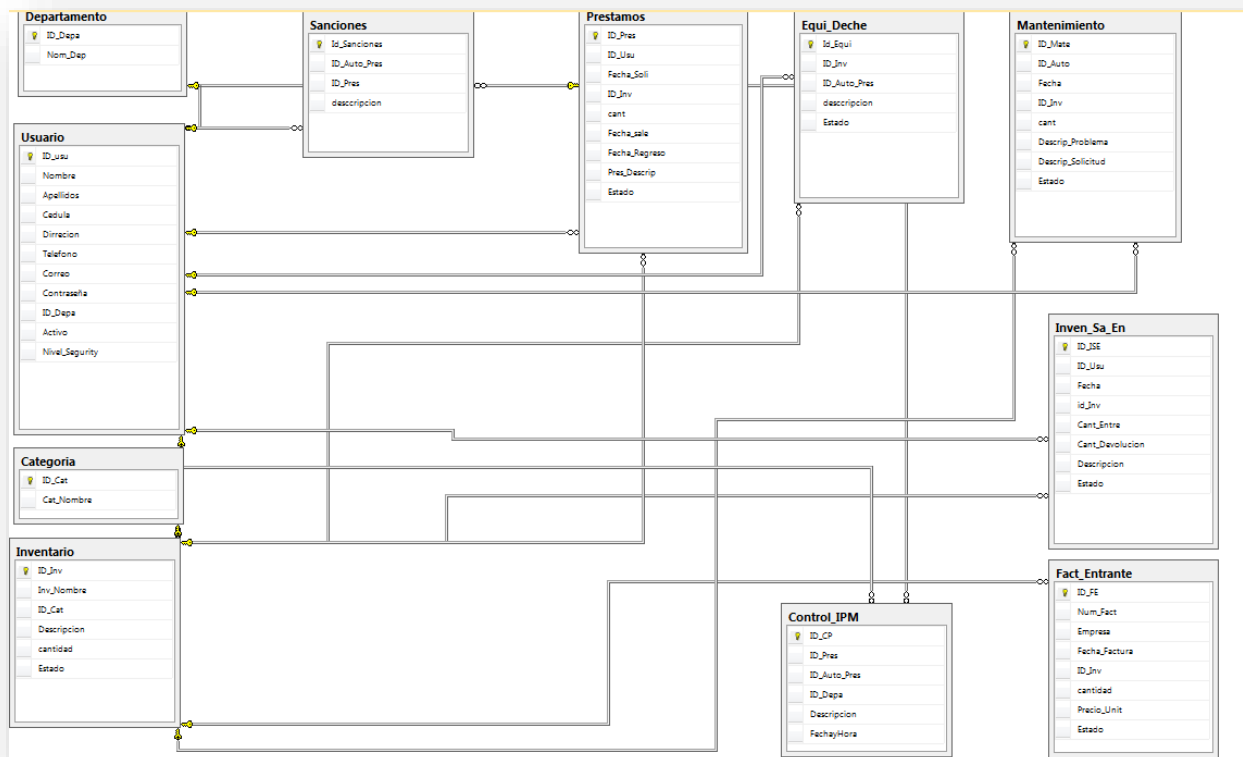 Departamento
ID_Depa
Nom_Dep
Sanciones
Id_Sanciones
ID_Auto_Pres
ID_Pres
desccripcion
Prestamos
ID_Pres
ID_Usu
Fecha_Soli
ID_Inv
cant
Fecha_sale
Fecha_Regreso
Pres_Descrip
Estado
Equi_Deche
Id_Equi
ID_Inv
ID_Auto_Pres
desccripcion
Estado
Mantenimiento
ID_Mate
ID_Auto
Fecha
ID_Inv
cant
Descrip_Problema
Descrip_Solicitud
Estado
Usuario
ID_usu
Nombre
Apellidos
Cedula
Dirrecion
Telefono
Correo
Contraseña
ID_Depa
Activo
Nivel_Segurity
Categoria
ID_Cat
Cat_Nombre
Inventario
ID_Inv
Inv_Nombre
ID_Cat
Descripcion
cantidad
Estado
Inven_Sa_En
ID_ISE
ID_Usu
Fecha
id_Inv
Cant_Entre
Cant_Devolucion
Descripcion
Estado
Control_IPM
ID_CP
ID_Pres
ID_Auto_Pres
ID_Depa
Descripcion
FechayHora
Fact_Entrante
ID_FE
Num_Fact
Empresa
Fecha_Factura
ID_Inv
cantidad
Precio_Unit
Estado